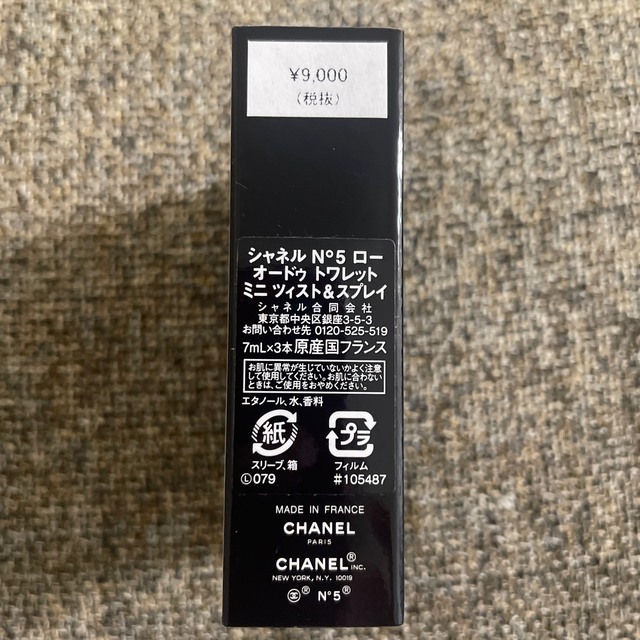 ¥9,000
(税抜)
シャネル N°5 ロー
オードゥ トワレット
ミニ ツィスト&スプレイ
シャネル合同会社
東京都中央区銀座3-5-3
お問い合わせ先 0120-525-519
7mL×3本 原産国フランス
お肌に異常が生じていないかよく注意
して使用してください。お肌に合わない
ときは、ご使用をおやめください。
エタノール、水、香料
紙 プラ
スリーブ、箱 フィルム
Ⓛ079 #105487
MADE IN FRANCE
CHANEL
PARIS
CHANEL® INC.
NEW YORK, N.Y. 10019
® N°5®